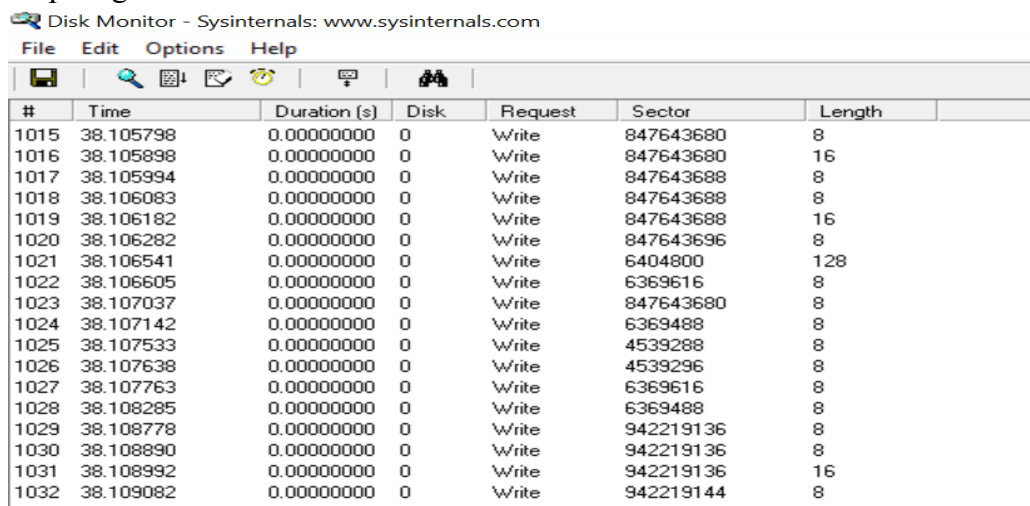 Disk Monitor - Sysinternals: www.sysinternals.com
File Edit Options Help
# Time Duration (s) Disk Request Sector Length
1015 38.105798 0.00000000 0 Write 847643680 8
1016 38.105898 0.00000000 0 Write 847643680 16
1017 38.105994 0.00000000 0 Write 847643688 8
1018 38.106083 0.00000000 0 Write 847643688 8
1019 38.106182 0.00000000 0 Write 847643688 16
1020 38.106282 0.00000000 0 Write 847643696 8
1021 38.106541 0.00000000 0 Write 6404800 128
1022 38.106605 0.00000000 0 Write 6369616 8
1023 38.107037 0.00000000 0 Write 847643680 8
1024 38.107142 0.00000000 0 Write 6369488 8
1025 38.107533 0.00000000 0 Write 4539288 8
1026 38.107638 0.00000000 0 Write 4539296 8
1027 38.107763 0.00000000 0 Write 6369616 8
1028 38.108285 0.00000000 0 Write 6369488 8
1029 38.108778 0.00000000 0 Write 942219136 8
1030 38.108890 0.00000000 0 Write 942219136 8
1031 38.108992 0.00000000 0 Write 942219136 16
1032 38.109082 0.00000000 0 Write 942219144 8